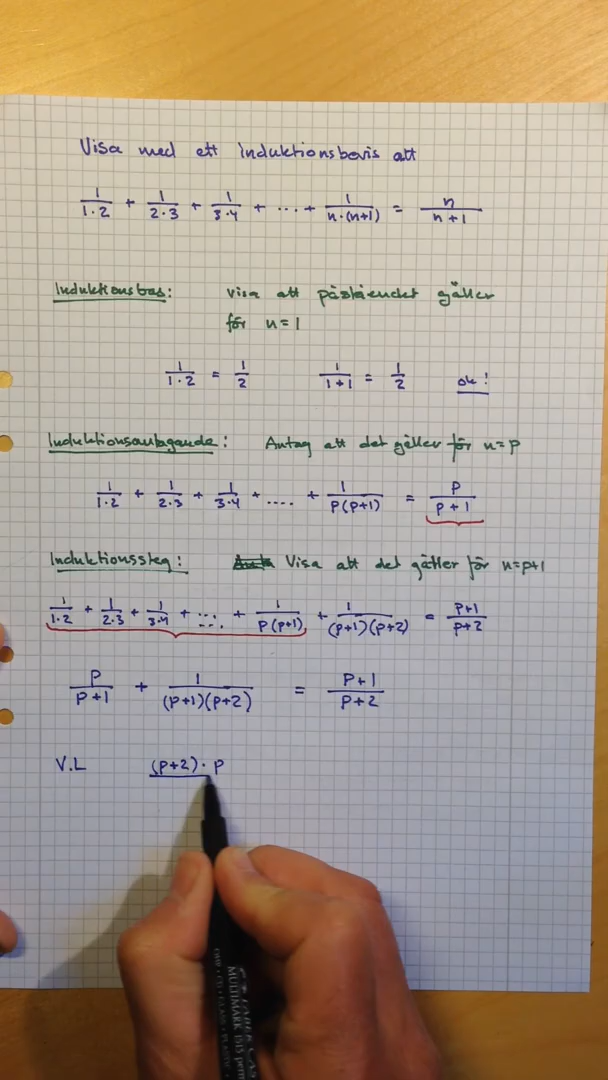 Visa med ett induktionsbevis att
1/(1·2) + 1/(2·3) + 1/(3·4) + ... + 1/(n·(n+1)) = n/(n+1)
Induktionsbas: visa att påståendet gäller
för n=1
1/(1·2) = 1/2 1/(1+1) = 1/2 ok!
Induktionsantagande: Antag att det gäller för n=p
1/(1·2) + 1/(2·3) + 1/(3·4) + .... + 1/(p(p+1)) = p/(p+1)
Induktionssteg: Visa att det gäller för n=p+1
1/(1·2) + 1/(2·3) + 1/(3·4) + ... + 1/(p(p+1)) + 1/((p+1)(p+2)) = (p+1)/(p+2)
p/(p+1) + 1/((p+1)(p+2)) = (p+1)/(p+2)
V.L (p+2)·p
MULTIMARK 1513 perm